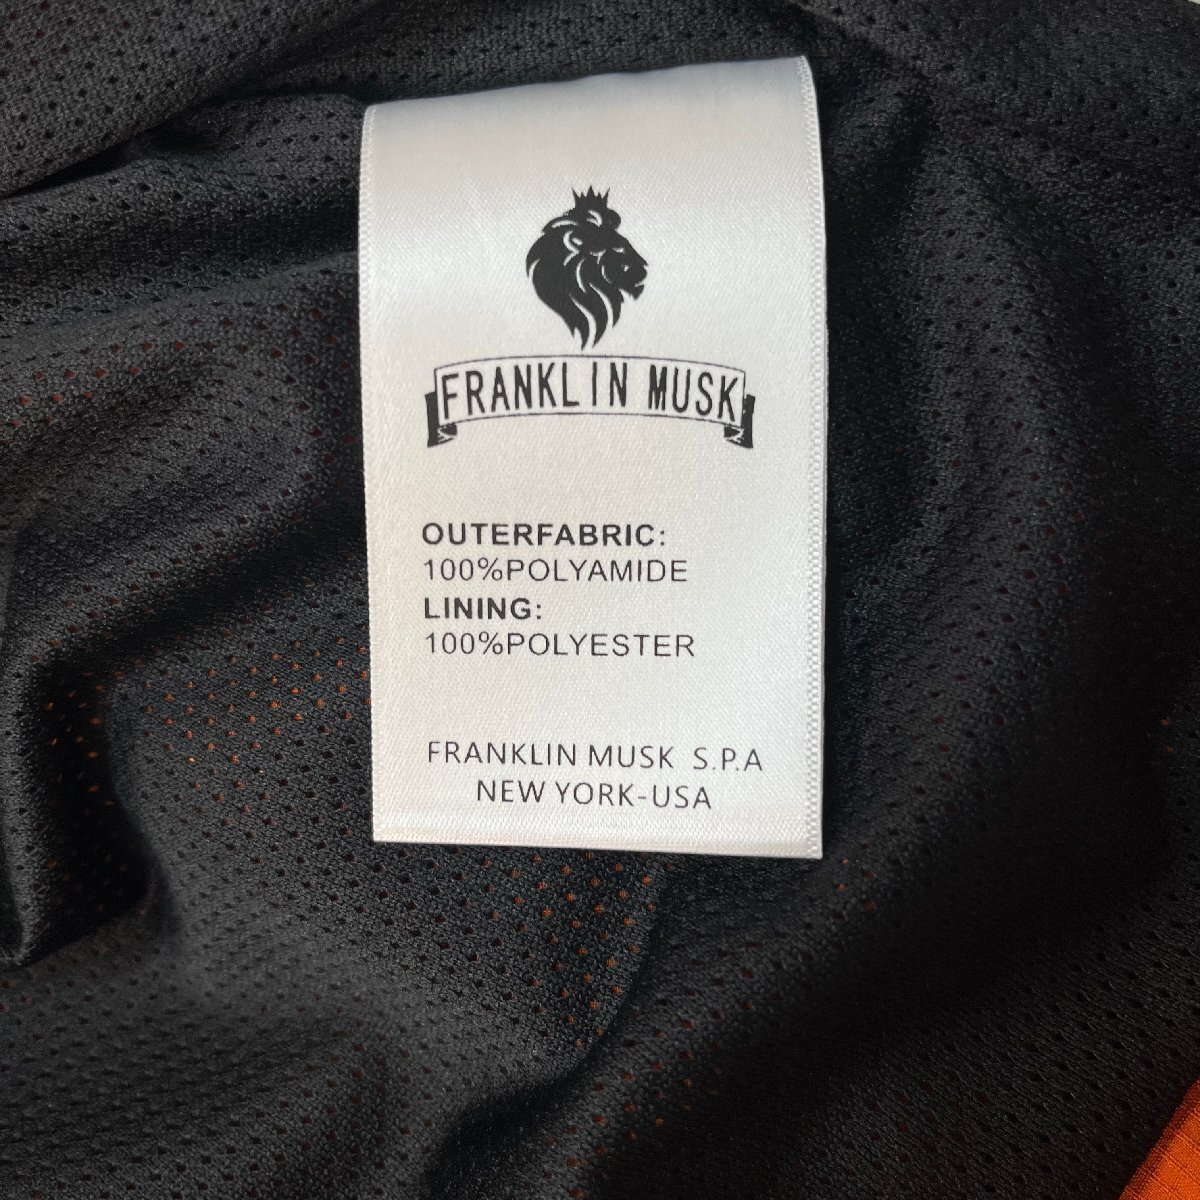 FRANKLIN MUSK
OUTERFABRIC:
100%POLYAMIDE
LINING:
100%POLYESTER
FRANKLIN MUSK S.P.A
NEW YORK-USA